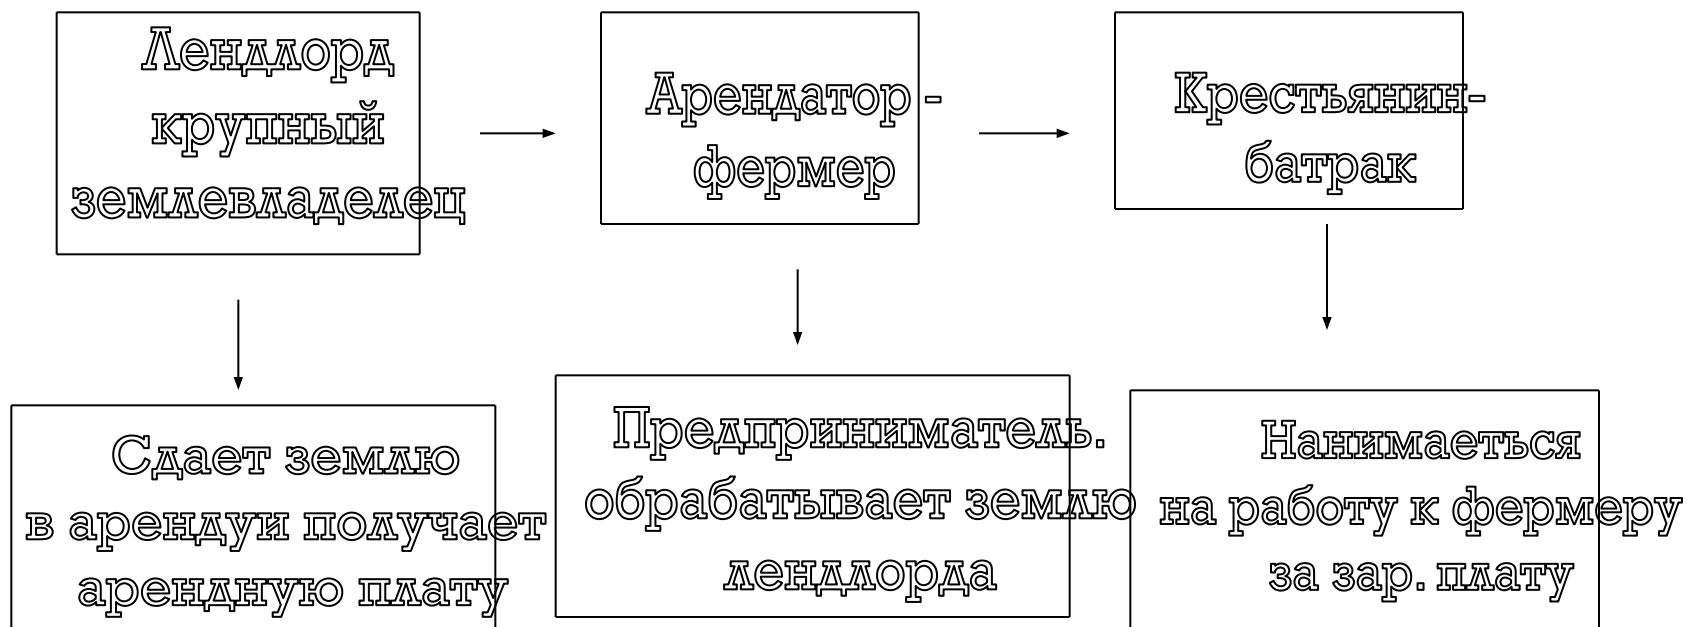 Лендлорд
крупный
землевладелец
Арендатор -
фермер
Крестьянин-
батрак
Сдает землю
в арендуи получает
арендную плату
Предприниматель.
обрабатывает землю
лендлорда
Нанимаеться
на работу к фермеру
за зар. плату